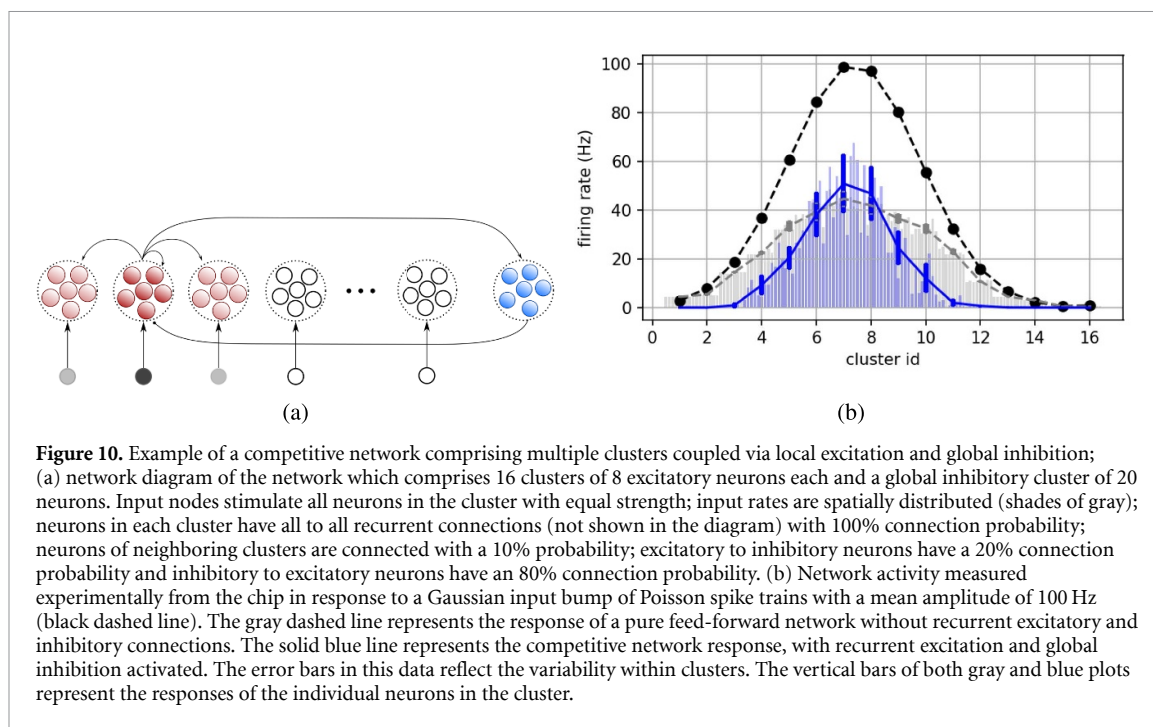 100
80
60
40
20
0
firing rate (Hz)
0 2 4 6 8 10 12 14 16
cluster id
(a)
(b)
Figure 10. Example of a competitive network comprising multiple clusters coupled via local excitation and global inhibition;
(a) network diagram of the network which comprises 16 clusters of 8 excitatory neurons each and a global inhibitory cluster of 20
neurons. Input nodes stimulate all neurons in the cluster with equal strength; input rates are spatially distributed (shades of gray);
neurons in each cluster have all to all recurrent connections (not shown in the diagram) with 100% connection probability;
neurons of neighboring clusters are connected with a 10% probability; excitatory to inhibitory neurons have a 20% connection
probability and inhibitory to excitatory neurons have an 80% connection probability. (b) Network activity measured
experimentally from the chip in response to a Gaussian input bump of Poisson spike trains with a mean amplitude of 100 Hz
(black dashed line). The gray dashed line represents the response of a pure feed-forward network without recurrent excitatory and
inhibitory connections. The solid blue line represents the competitive network response, with recurrent excitation and global
inhibition activated. The error bars in this data reflect the variability within clusters. The vertical bars of both gray and blue plots
represent the responses of the individual neurons in the cluster.